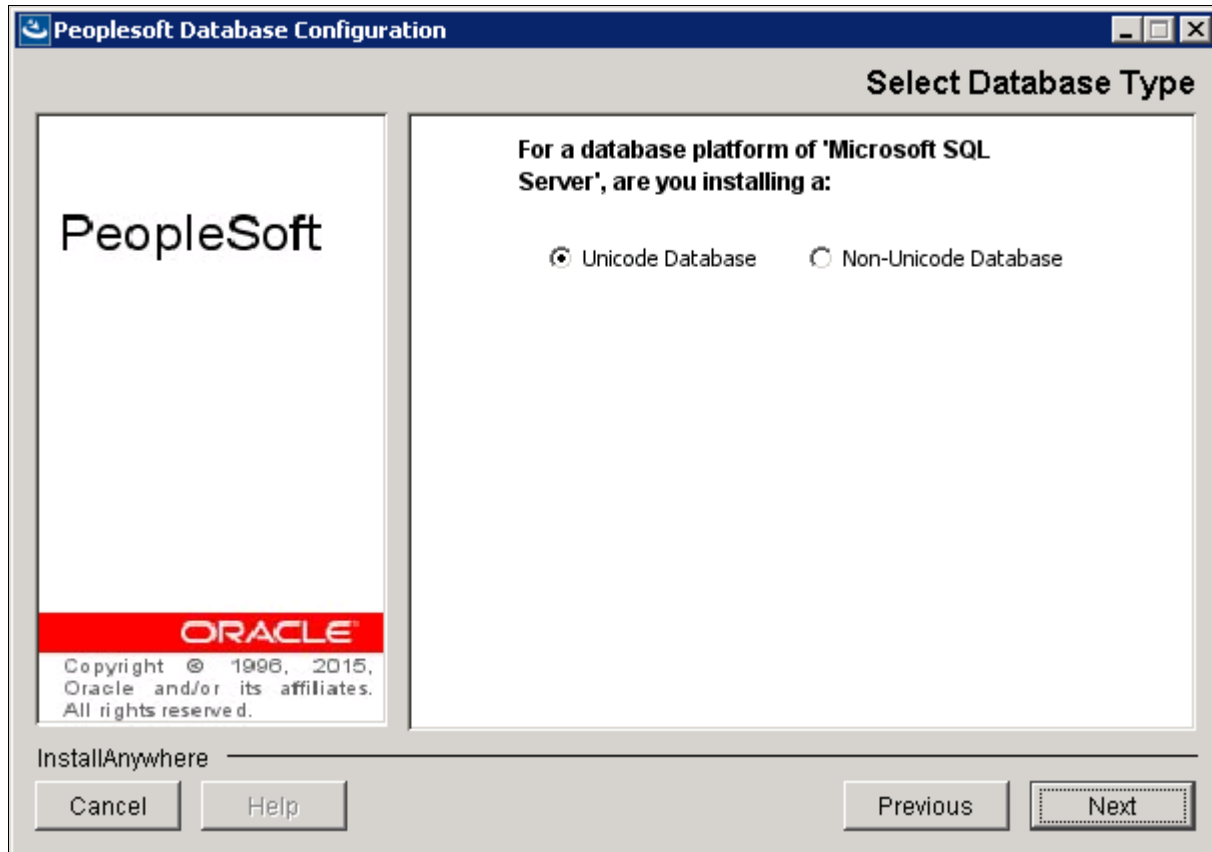 Peoplesoft Database Configuration
Select Database Type
PeopleSoft
ORACLE
Copyright © 1996, 2015,
Oracle and/or its affiliates.
All rights reserved.
For a database platform of 'Microsoft SQL
Server', are you installing a:
Unicode Database Non-Unicode Database
InstallAnywhere
Cancel Help Previous Next